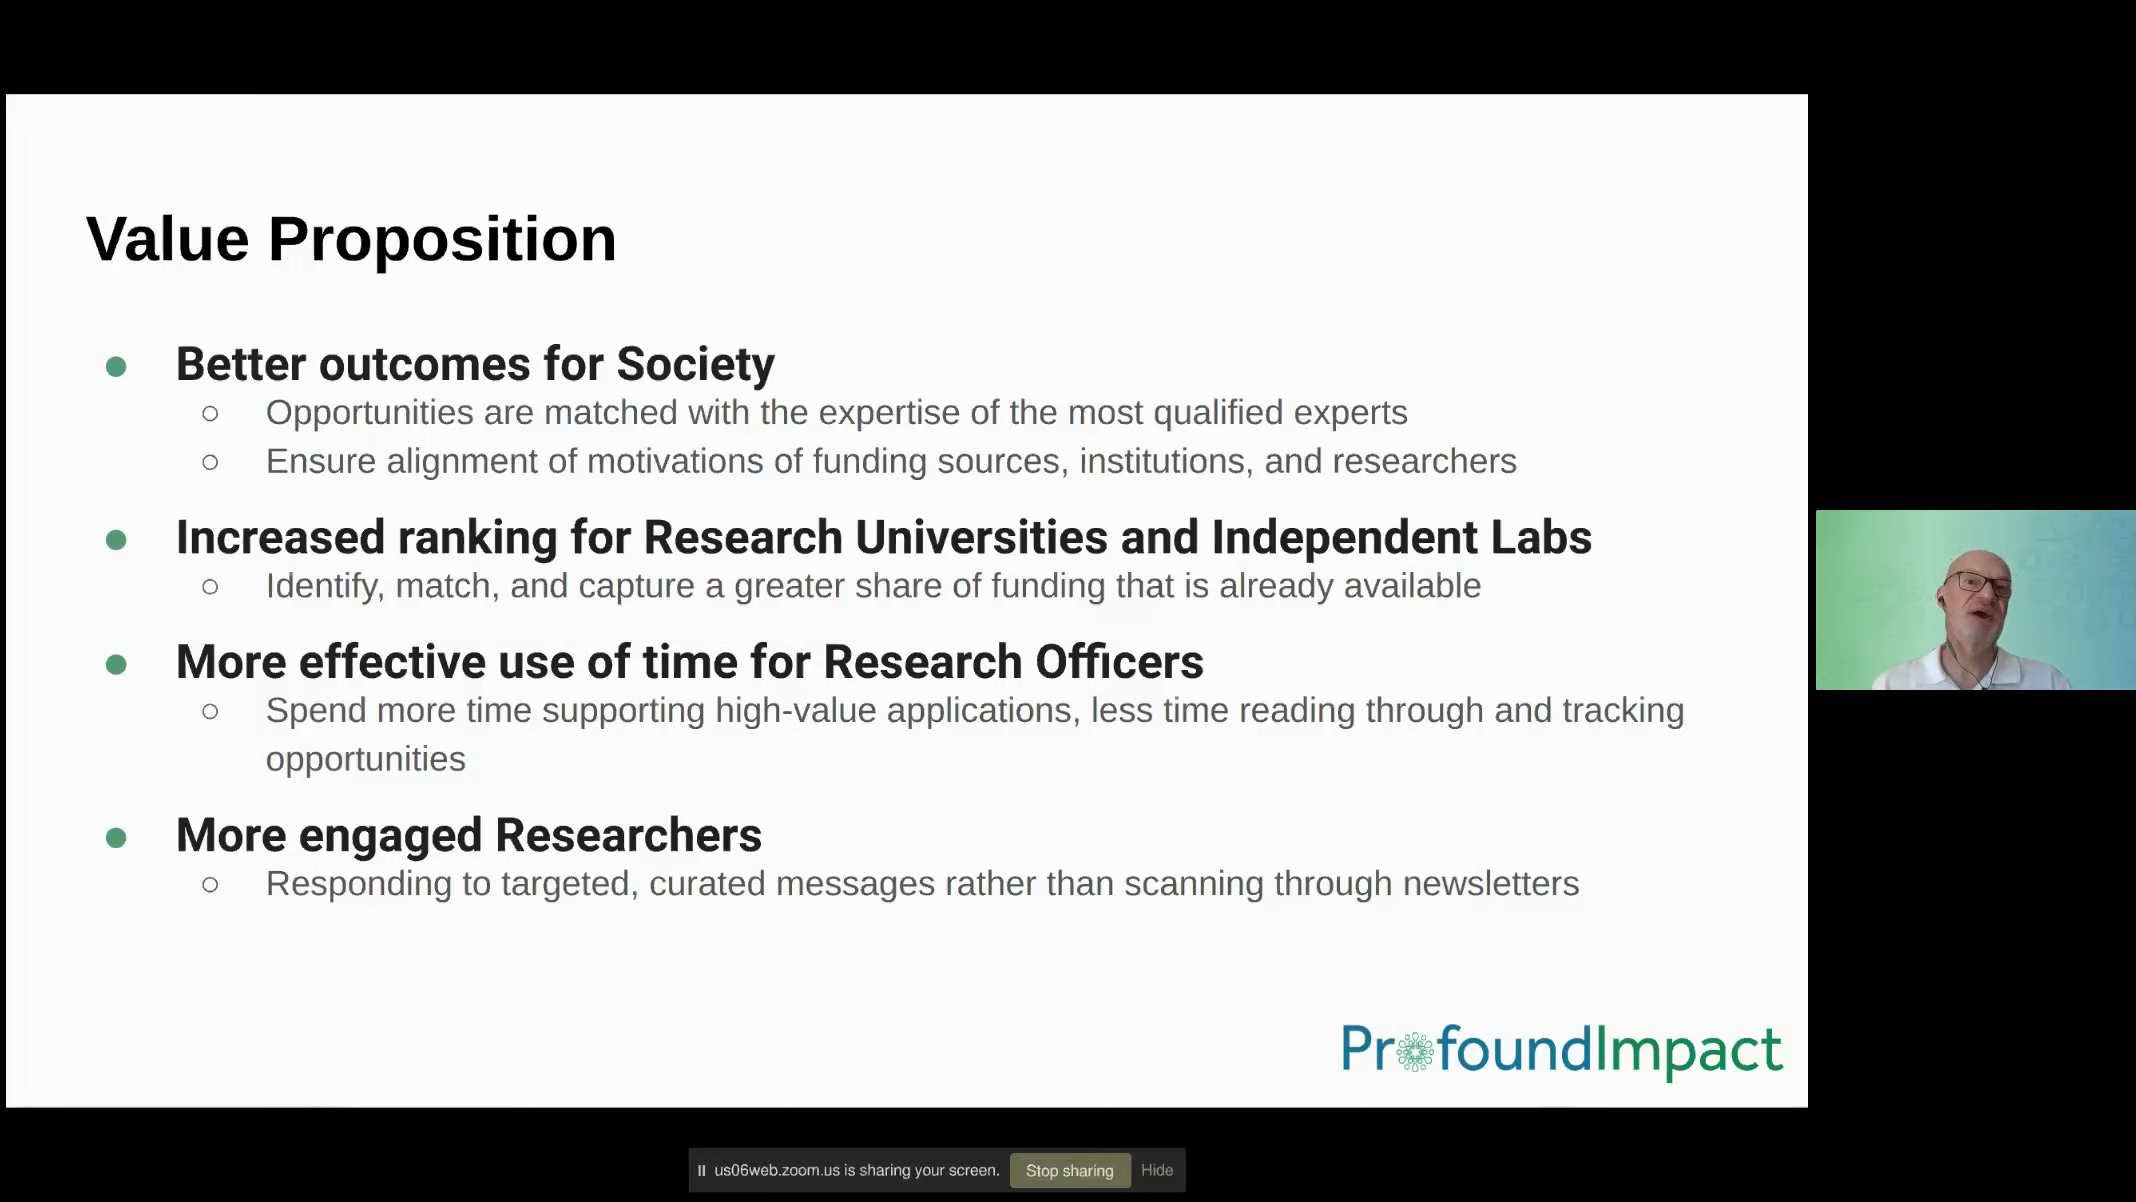 Value Proposition
● Better outcomes for Society
○ Opportunities are matched with the expertise of the most qualified experts
○ Ensure alignment of motivations of funding sources, institutions, and researchers
● Increased ranking for Research Universities and Independent Labs
○ Identify, match, and capture a greater share of funding that is already available
● More effective use of time for Research Officers
○ Spend more time supporting high-value applications, less time reading through and tracking
opportunities
● More engaged Researchers
○ Responding to targeted, curated messages rather than scanning through newsletters
ProfoundImpact
us06web.zoom.us is sharing your screen. Stop sharing Hide